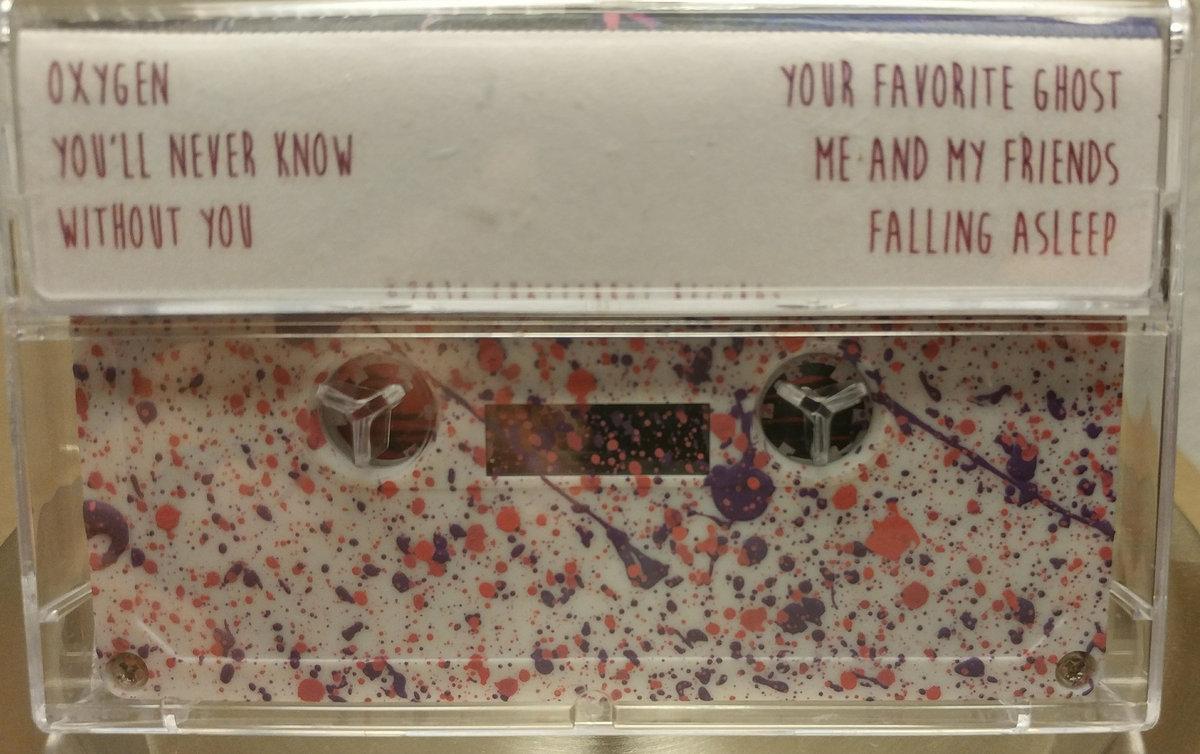 OXYGEN
YOU'LL NEVER KNOW
WITHOUT YOU
YOUR FAVORITE GHOST
ME AND MY FRIENDS
FALLING ASLEEP